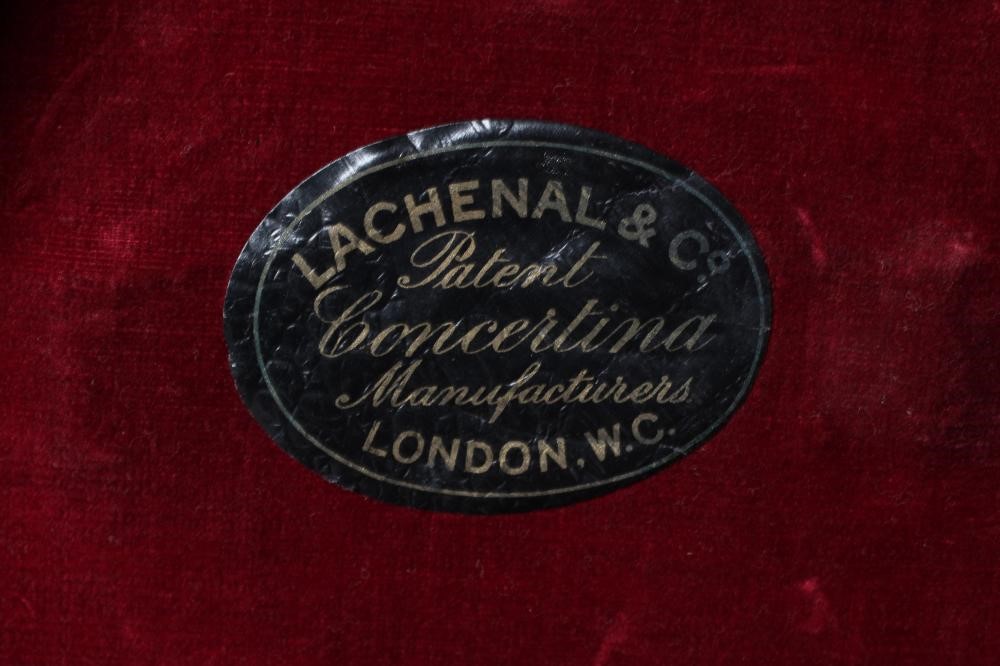 LACHENAL & Co.
Patent
Concertina
Manufacturers
LONDON, W.C.